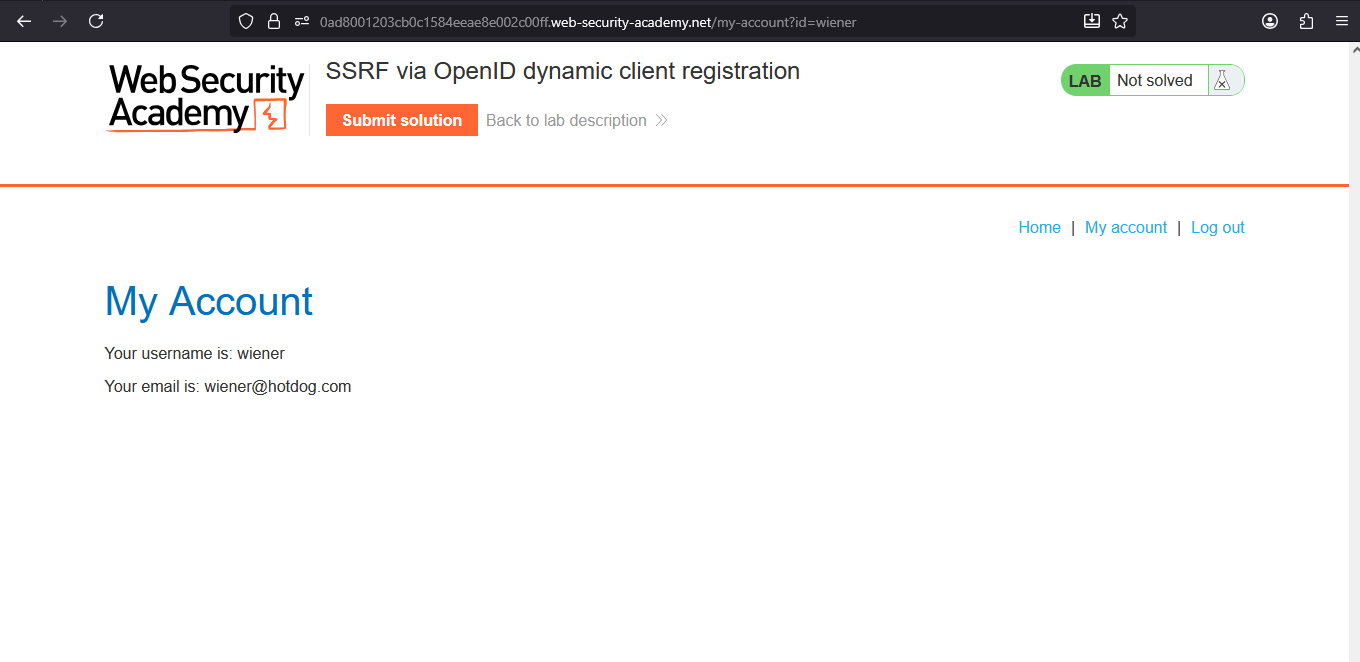 0ad8001203cb0c1584eeae8e002c00ff.web-security-academy.net/my-account?id=wiener
Web Security
Academy
SSRF via OpenID dynamic client registration
Submit solution
Back to lab description
LAB Not solved
Home | My account | Log out
My Account
Your username is: wiener
Your email is: wiener@hotdog.com